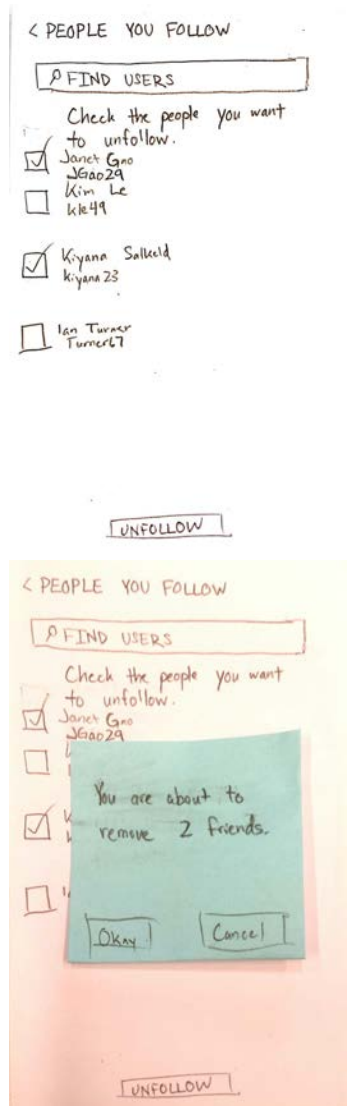 < PEOPLE YOU FOLLOW
FIND USERS
Check the people you want
to unfollow.
Janet Gao
JGao29
Kim Le
kle49
Kiyana Salkeld
kiyana23
Ian Turner
Turner67
UNFOLLOW
< PEOPLE YOU FOLLOW
FIND USERS
Check the people you want
to unfollow.
Janet Gao
JGao29
You are about to
remove 2 friends.
Okay
Cancel
UNFOLLOW